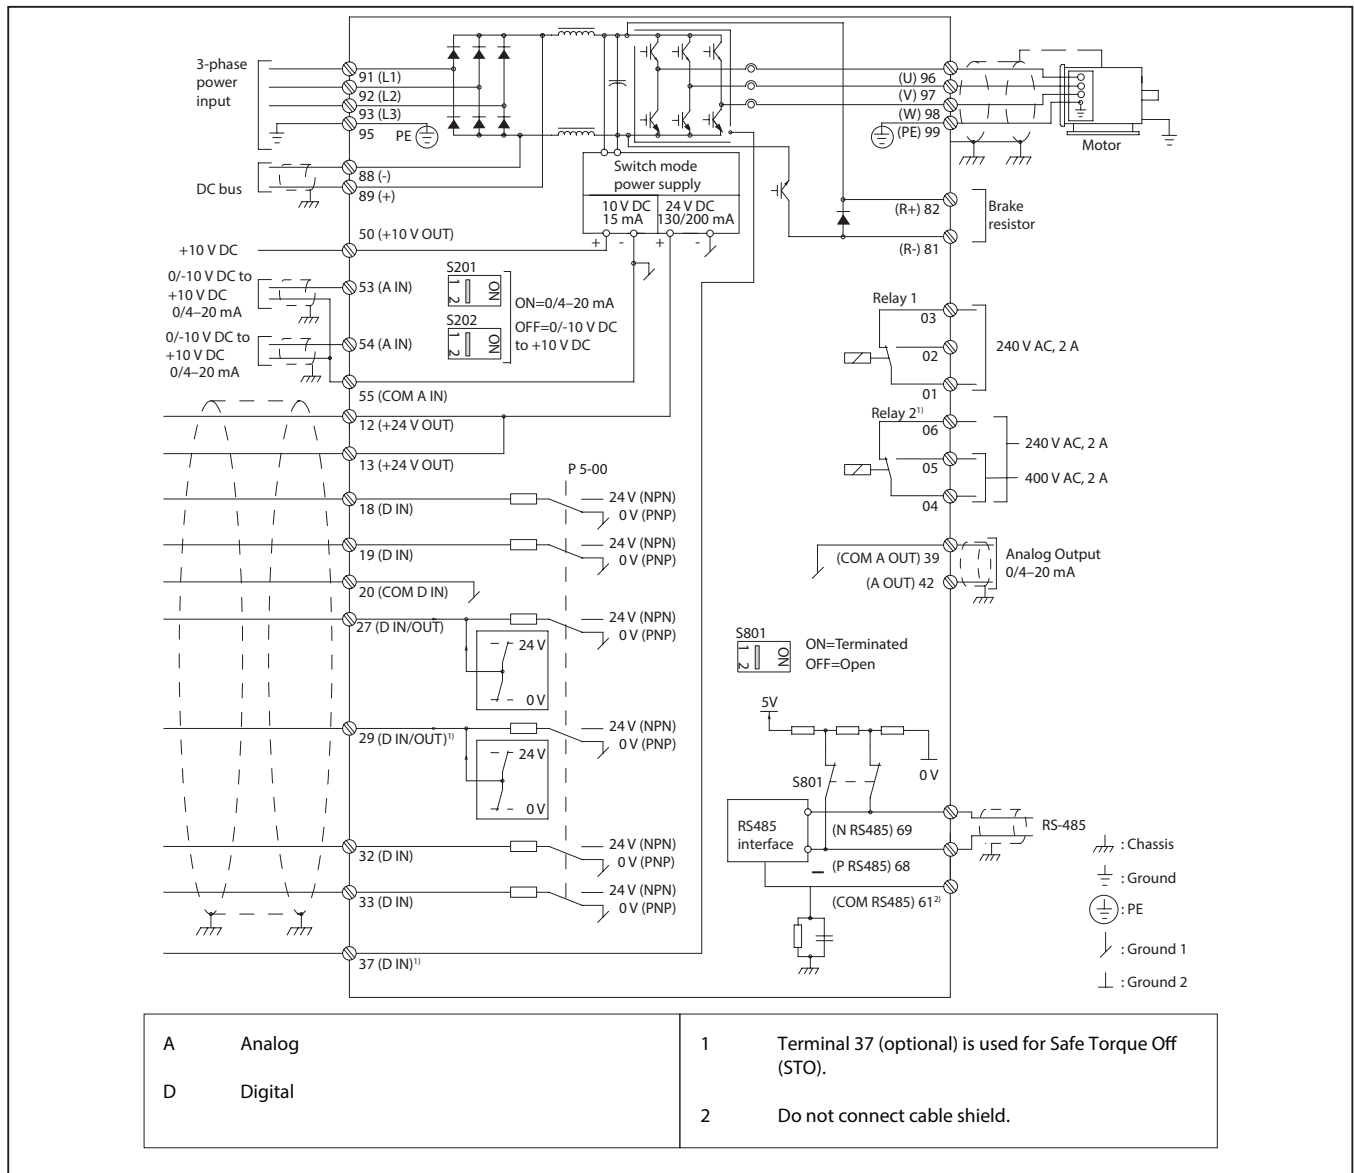 3-phase
power
input
91 (L1)
92 (L2)
93 (L3)
95
PE
DC bus
88 (-)
89 (+)
+10 V DC
50 (+10 V OUT)
0/-10 V DC to
+10 V DC
0/4–20 mA
53 (A IN)
0/-10 V DC to
+10 V DC
0/4–20 mA
54 (A IN)
55 (COM A IN)
12 (+24 V OUT)
13 (+24 V OUT)
18 (D IN)
19 (D IN)
20 (COM D IN)
27 (D IN/OUT)
24 V
0 V
29 (D IN/OUT)1)
24 V
0 V
32 (D IN)
33 (D IN)
37 (D IN)1)
S201
1
2
ON
S202
1
2
ON
ON=0/4–20 mA
OFF=0/-10 V DC
to +10 V DC
Switch mode
power supply
10 V DC
15 mA
24 V DC
130/200 mA
+ - + -
P 5-00
24 V (NPN)
0 V (PNP)
24 V (NPN)
0 V (PNP)
24 V (NPN)
0 V (PNP)
24 V (NPN)
0 V (PNP)
24 V (NPN)
0 V (PNP)
24 V (NPN)
0 V (PNP)
(U) 96
(V) 97
(W) 98
(PE) 99
Motor
(R+) 82
(R-) 81
Brake
resistor
Relay 1
03
02
01
240 V AC, 2 A
Relay 21)
06
05
04
240 V AC, 2 A
400 V AC, 2 A
(COM A OUT) 39
(A OUT) 42
Analog Output
0/4–20 mA
S801
1
2
ON
ON=Terminated
OFF=Open
5V
S801
0 V
RS485
interface
(N RS485) 69
(P RS485) 68
(COM RS485) 612)
RS-485
: Chassis
: Ground
: PE
: Ground 1
: Ground 2
A Analog
D Digital
1 Terminal 37 (optional) is used for Safe Torque Off
(STO).
2 Do not connect cable shield.